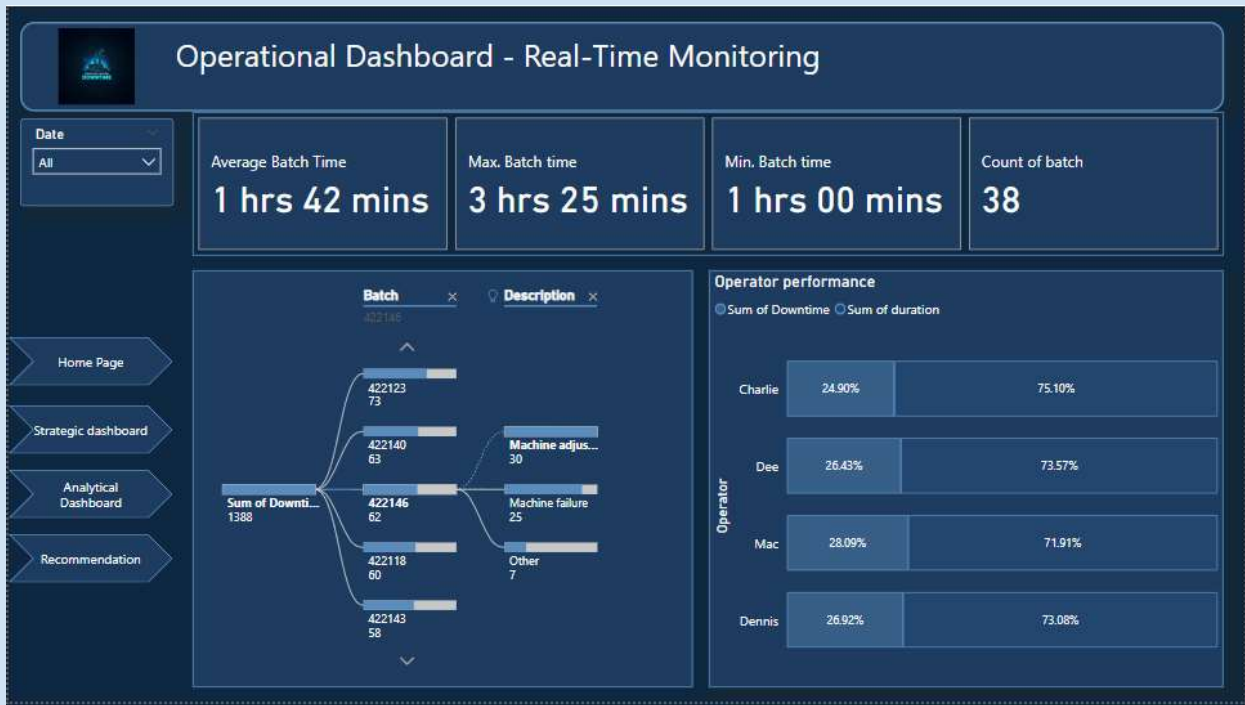 DOWNTIME
Operational Dashboard - Real-Time Monitoring
Date
All
Average Batch Time
1 hrs 42 mins
Max. Batch time
3 hrs 25 mins
Min. Batch time
1 hrs 00 mins
Count of batch
38
Home Page
Strategic dashboard
Analytical
Dashboard
Recommendation
Batch
422146
Description
Sum of Downti...
1388
422123
73
422140
63
422146
62
422118
60
422143
58
Machine adjus...
30
Machine failure
25
Other
7
Operator performance
Sum of Downtime Sum of duration
Operator
Charlie 24.90% 75.10%
Dee 26.43% 73.57%
Mac 28.09% 71.91%
Dennis 26.92% 73.08%